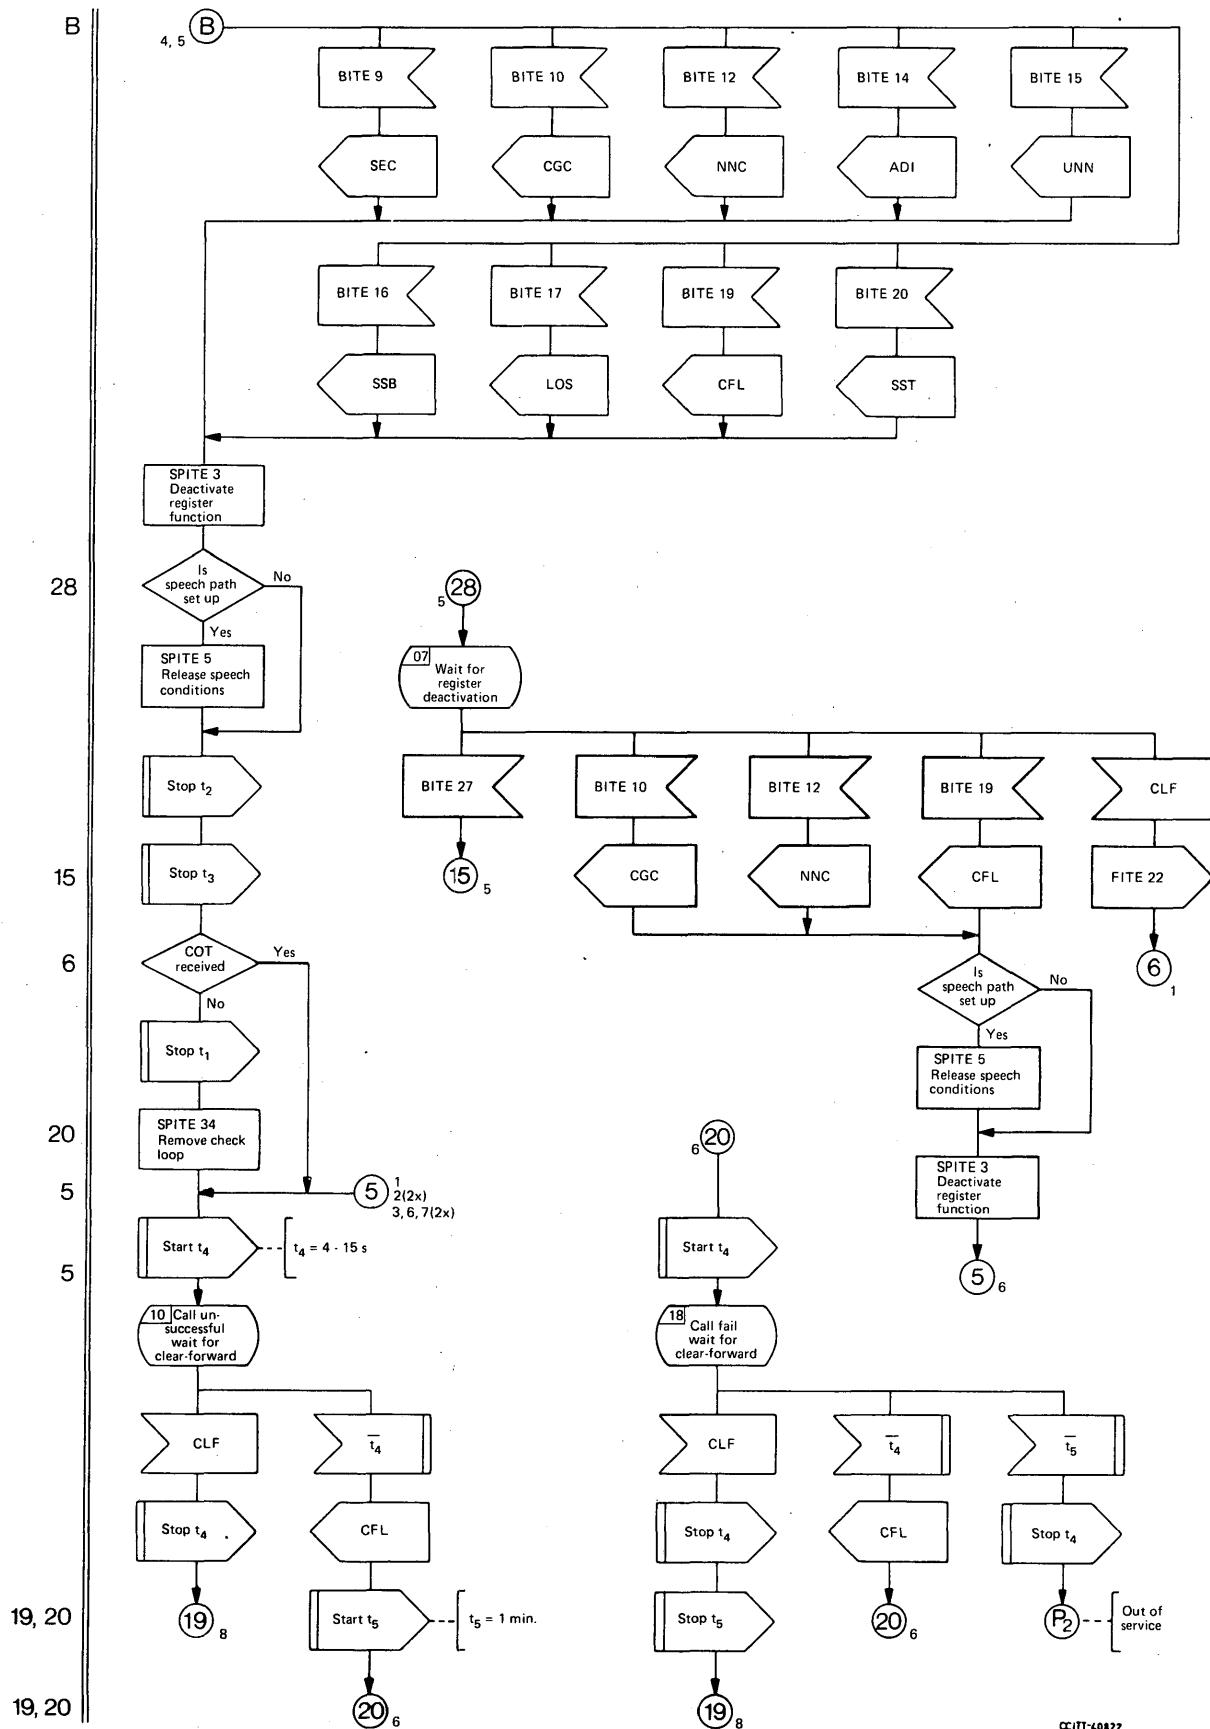 B
4, 5 B
BITE 9
BITE 10
BITE 12
BITE 14
BITE 15
SEC
CGC
NNC
ADI
UNN
BITE 16
BITE 17
BITE 19
BITE 20
SSB
LOS
CFL
SST
SPITE 3
Deactivate
register
function
28
Is
speech path
set up
No
Yes
5 28
SPITE 5
Release speech
conditions
07
Wait for
register
deactivation
Stop t2
BITE 27
BITE 10
BITE 12
BITE 19
CLF
15
Stop t3
15 5
CGC
NNC
CFL
FITE 22
6
COT
received
Yes
No
6 1
Is
speech path
set up
No
Yes
Stop t1
SPITE 5
Release speech
conditions
20
SPITE 34
Remove check
loop
6 20
SPITE 3
Deactivate
register
function
5
5
1
2(2x)
3, 6, 7(2x)
Start t4
t4 = 4 - 15 s
Start t4
5
5 6
10
Call un-
successful
wait for
clear-forward
18
Call fail
wait for
clear-forward
CLF
t4
CLF
t4
t5
Stop t4
CFL
Stop t4
CFL
Stop t4
19, 20
19 8
Start t5
t5 = 1 min.
Stop t5
20 6
P2
Out of
service
19, 20
20 6
19 8
CCITT-40822